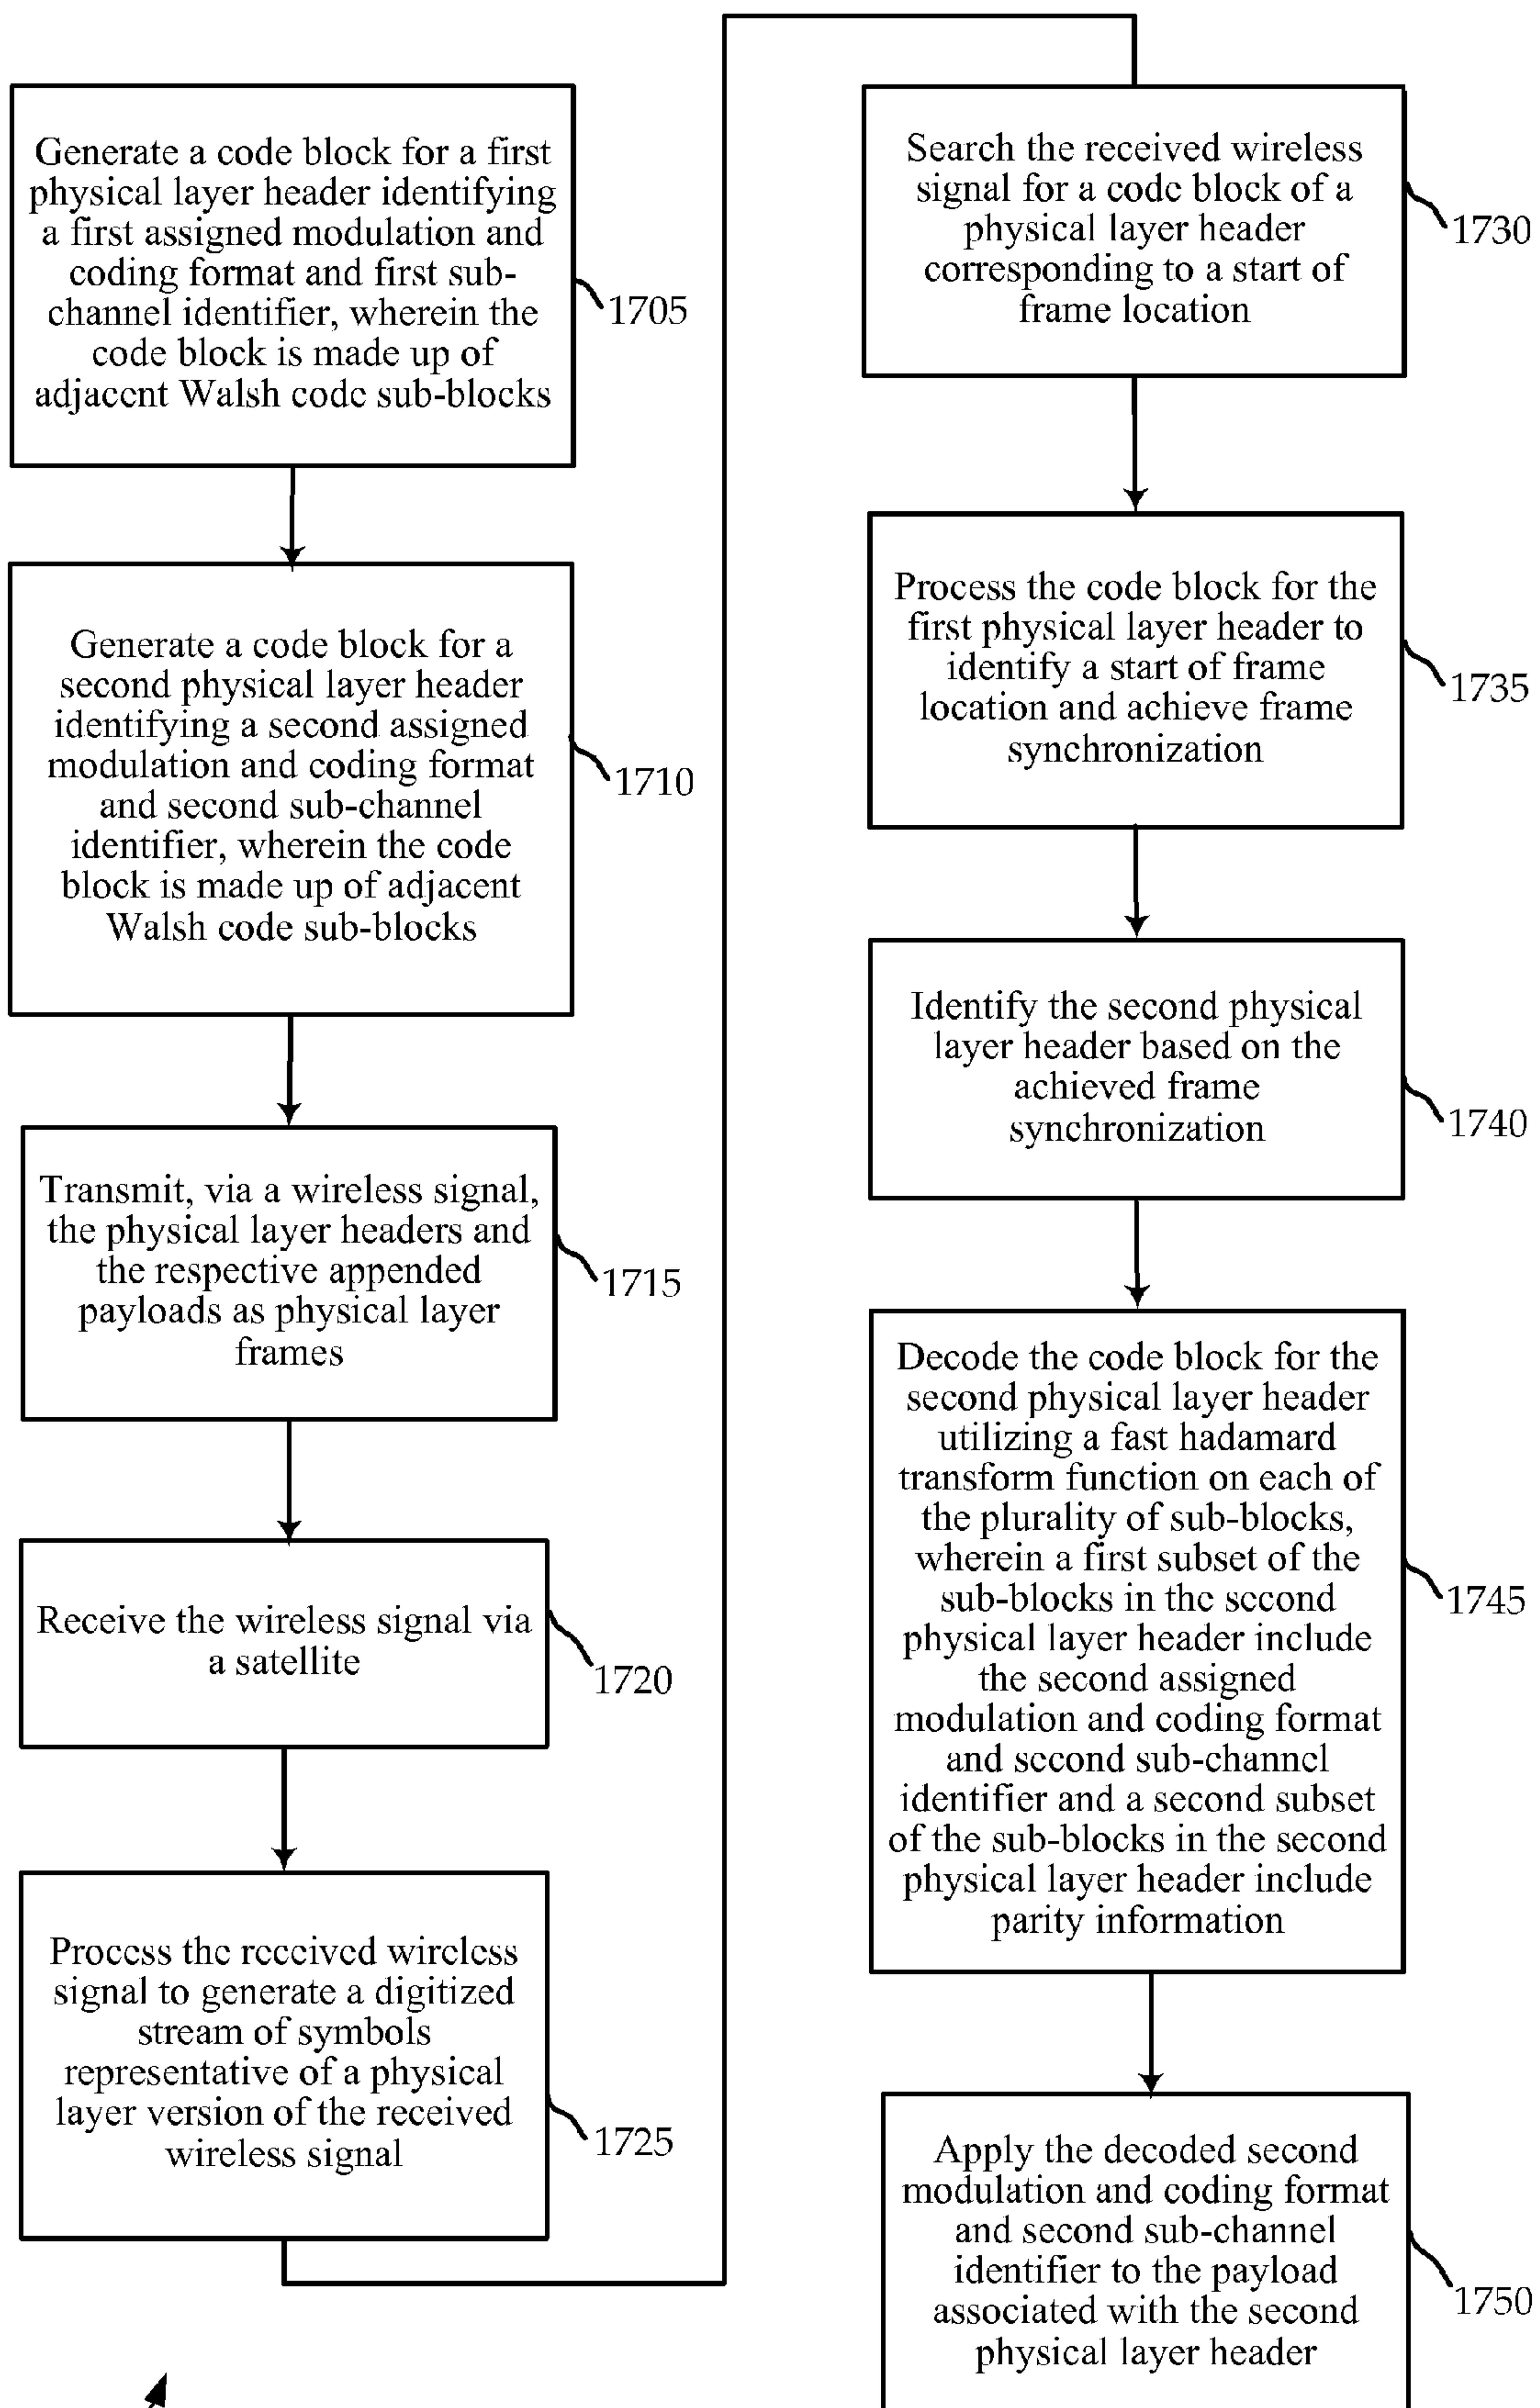 Generate a code block for a first
physical layer header identifying
a first assigned modulation and
coding format and first sub-
channel identifier, wherein the
code block is made up of
adjacent Walsh code sub-blocks
1705
Generate a code block for a
second physical layer header
identifying a second assigned
modulation and coding format
and second sub-channel
identifier, wherein the code
block is made up of adjacent
Walsh code sub-blocks
1710
Transmit, via a wireless signal,
the physical layer headers and
the respective appended
payloads as physical layer
frames
1715
Receive the wireless signal via
a satellite
1720
Process the received wireless
signal to generate a digitized
stream of symbols
representative of a physical
layer version of the received
wireless signal
1725
Search the received wireless
signal for a code block of a
physical layer header
corresponding to a start of
frame location
1730
Process the code block for the
first physical layer header to
identify a start of frame
location and achieve frame
synchronization
1735
Identify the second physical
layer header based on the
achieved frame
synchronization
1740
Decode the code block for the
second physical layer header
utilizing a fast hadamard
transform function on each of
the plurality of sub-blocks,
wherein a first subset of the
sub-blocks in the second
physical layer header include
the second assigned
modulation and coding format
and second sub-channel
identifier and a second subset
of the sub-blocks in the second
physical layer header include
parity information
1745
Apply the decoded second
modulation and coding format
and second sub-channel
identifier to the payload
associated with the second
physical layer header
1750